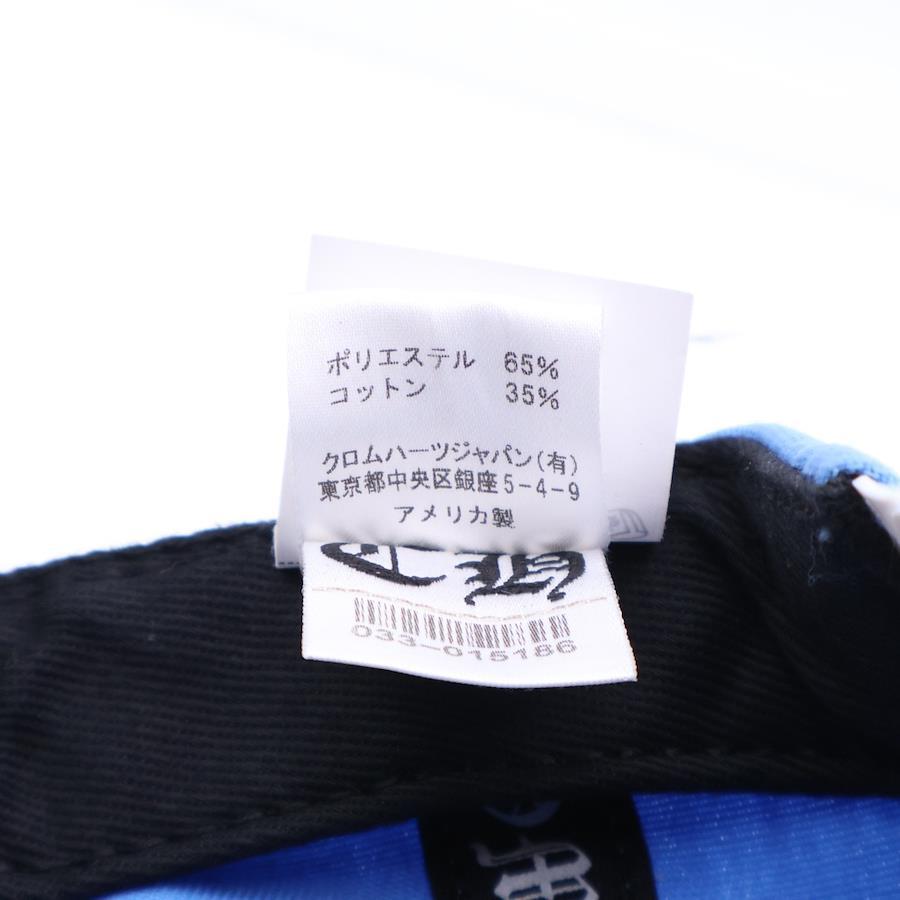 ポリエステル 65%
コットン 35%
クロムハーツジャパン(有)
東京都中央区銀座5-4-9
アメリカ製
033-015186